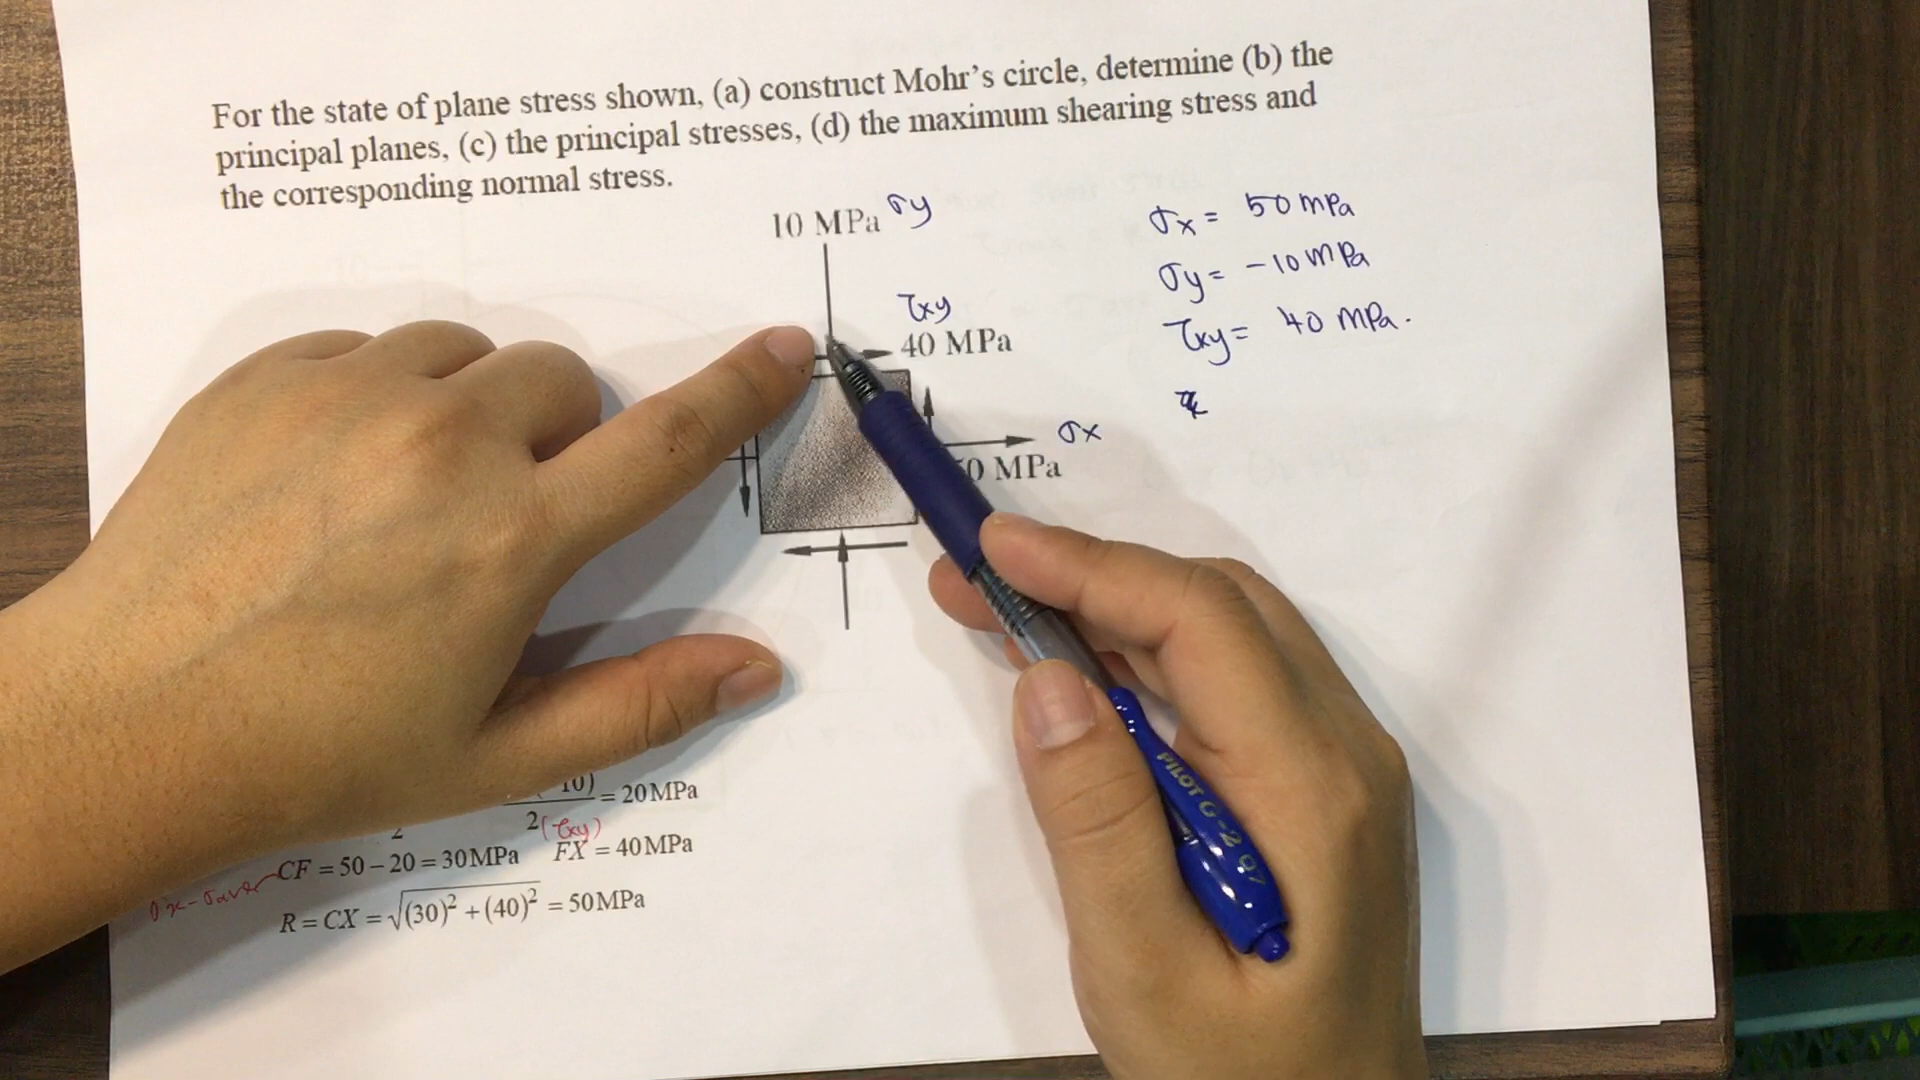 For the state of plane stress shown, (a) construct Mohr's circle, determine (b) the
principal planes, (c) the principal stresses, (d) the maximum shearing stress and
the corresponding normal stress.
10 MPa σy
τxy
40 MPa
σx
0 MPa
σx = 50 mPa
σy = -10 mPa
τxy = 40 mPa.
10)
2
= 20 MPa
2
(τxy)
CF = 50 – 20 = 30 MPa FX = 40 MPa
σx - σave
R = CX = √(30)² + (40)² = 50 MPa
PILOT G-2 07